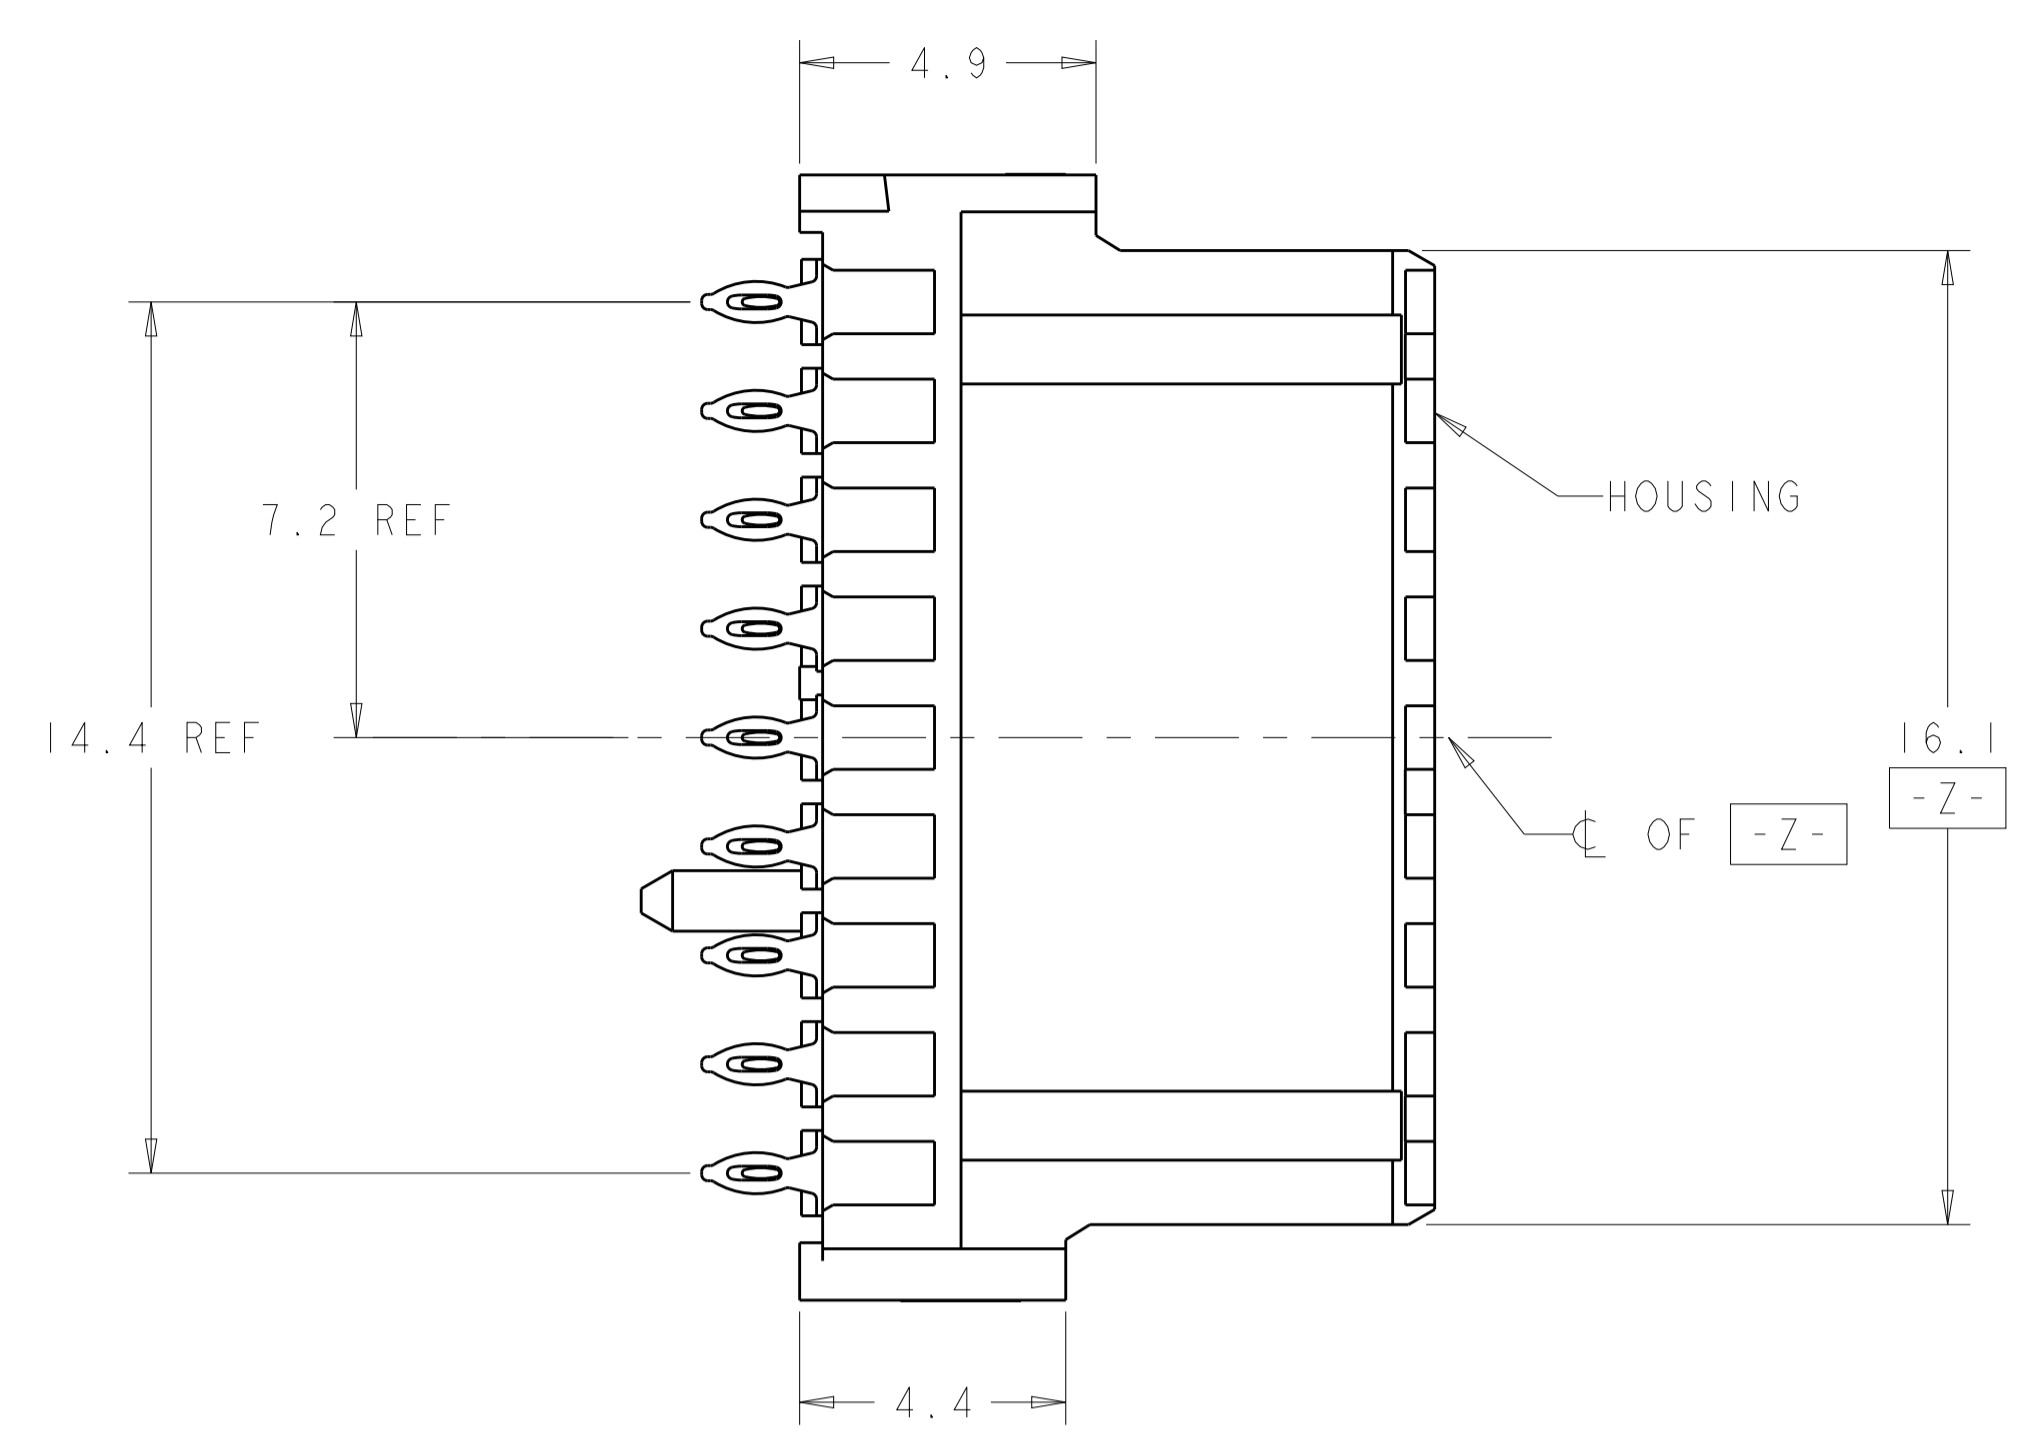 4.9
7.2 REF
HOUSING
14.4 REF
16.1
-Z-
℄ OF -Z-
4.4